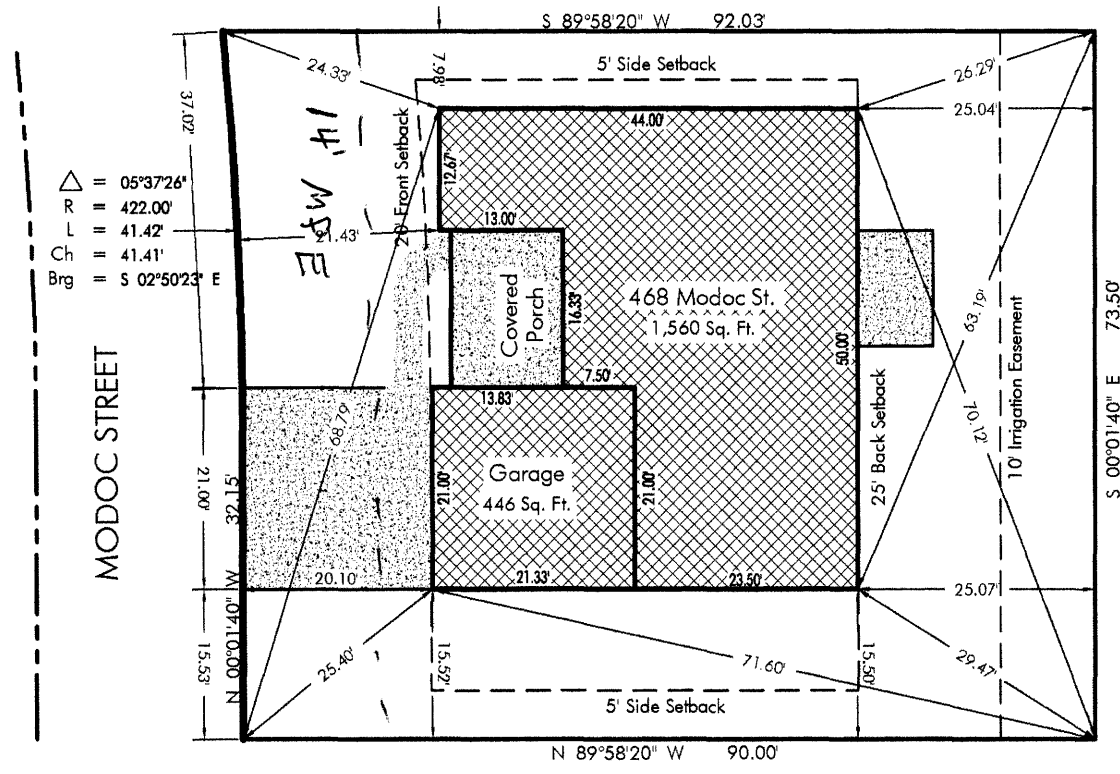 S 89°58'20" W 92.03'
5' Side Setback
24.33'
7.98'
26.29'
25.04'
37.02'
44.00'
14' MPE
20' Front Setback
12.67'
△ = 05°37'26"
R = 422.00'
L = 41.42'
Ch = 41.41'
Brg = S 02°50'23" E
21.43'
13.00'
Covered
Porch
16.33'
468 Modoc St.
1,560 Sq. Ft.
50.00'
63.19'
10' Irrigation Easement
S 00°01'40" E 73.50'
MODOC STREET
7.50'
13.83'
68.79'
70.12'
25' Back Setback
21.00'
N 00°01'40" W 32.15'
21.00'
Garage
446 Sq. Ft.
21.00'
20.10'
21.33'
23.50'
25.07'
15.53'
25.40'
15.52'
71.60'
15.50'
29.47'
5' Side Setback
N 89°58'20" W 90.00'